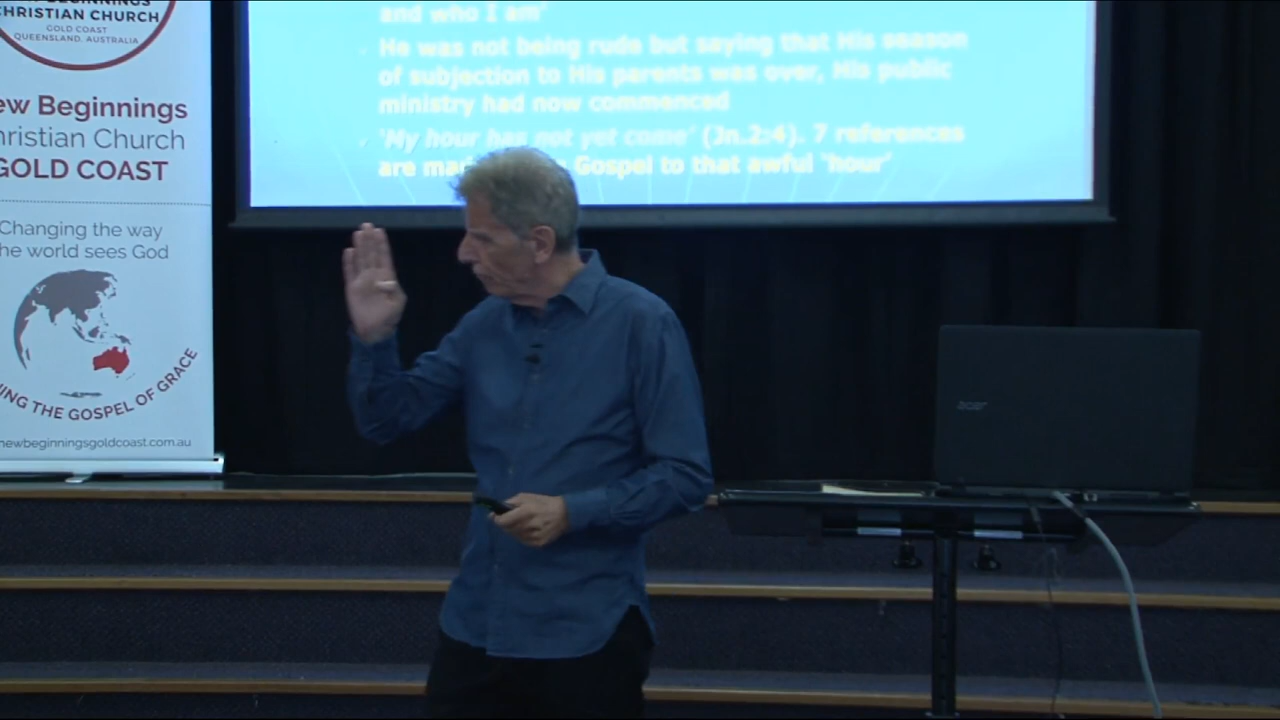 CHRISTIAN CHURCH
GOLD COAST
QUEENSLAND, AUSTRALIA
ew Beginnings
hristian Church
GOLD COAST
Changing the way
he world sees God
ING THE GOSPEL OF GRACE
newbeginningsgoldcoast.com.au
and who I am'
He was not being rude but saying that His season
of subjection to His parents was over, His public
ministry had now commenced
'My hour has not yet come' (Jn.2:4). 7 references
are Gospel to that awful 'hour'
acer